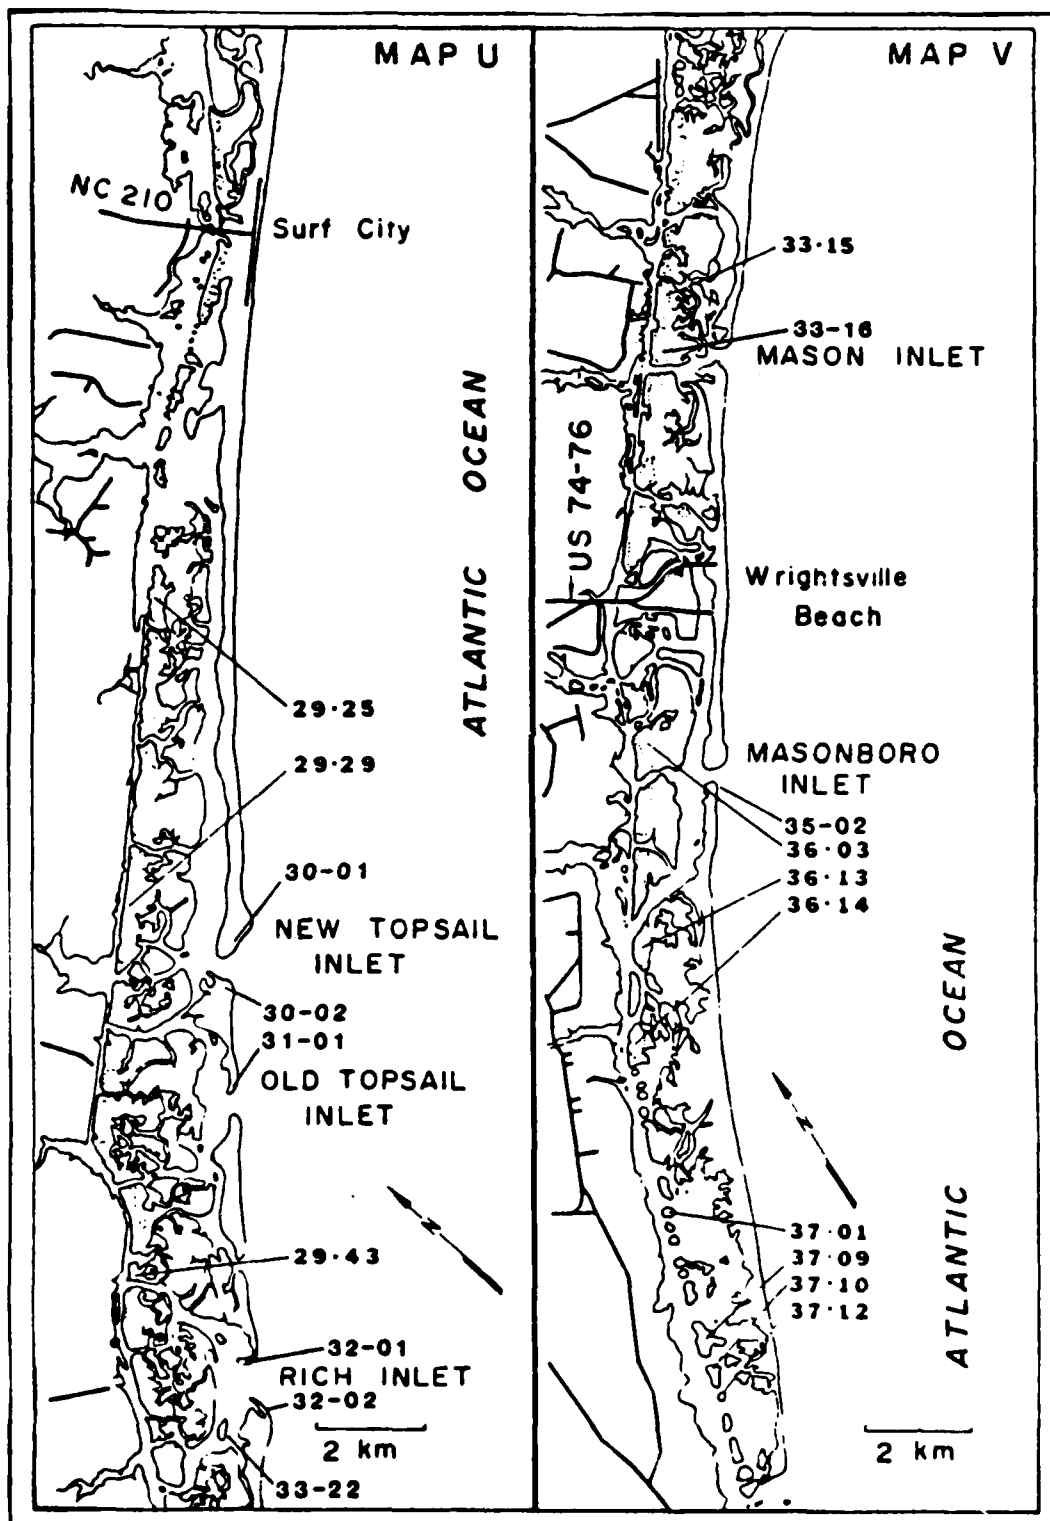 MAP U
NC 210
Surf City
ATLANTIC OCEAN
29·25
29·29
30-01
NEW TOPSAIL
INLET
30-02
31-01
OLD TOPSAIL
INLET
N
29·43
32-01
RICH INLET
32-02
2 km
33-22
MAP V
33·15
33-16
MASON INLET
US 74-76
Wrightsville
Beach
MASONBORO
INLET
35-02
36·03
36·13
36·14
ATLANTIC OCEAN
N
37·01
37·09
37·10
37·12
2 km